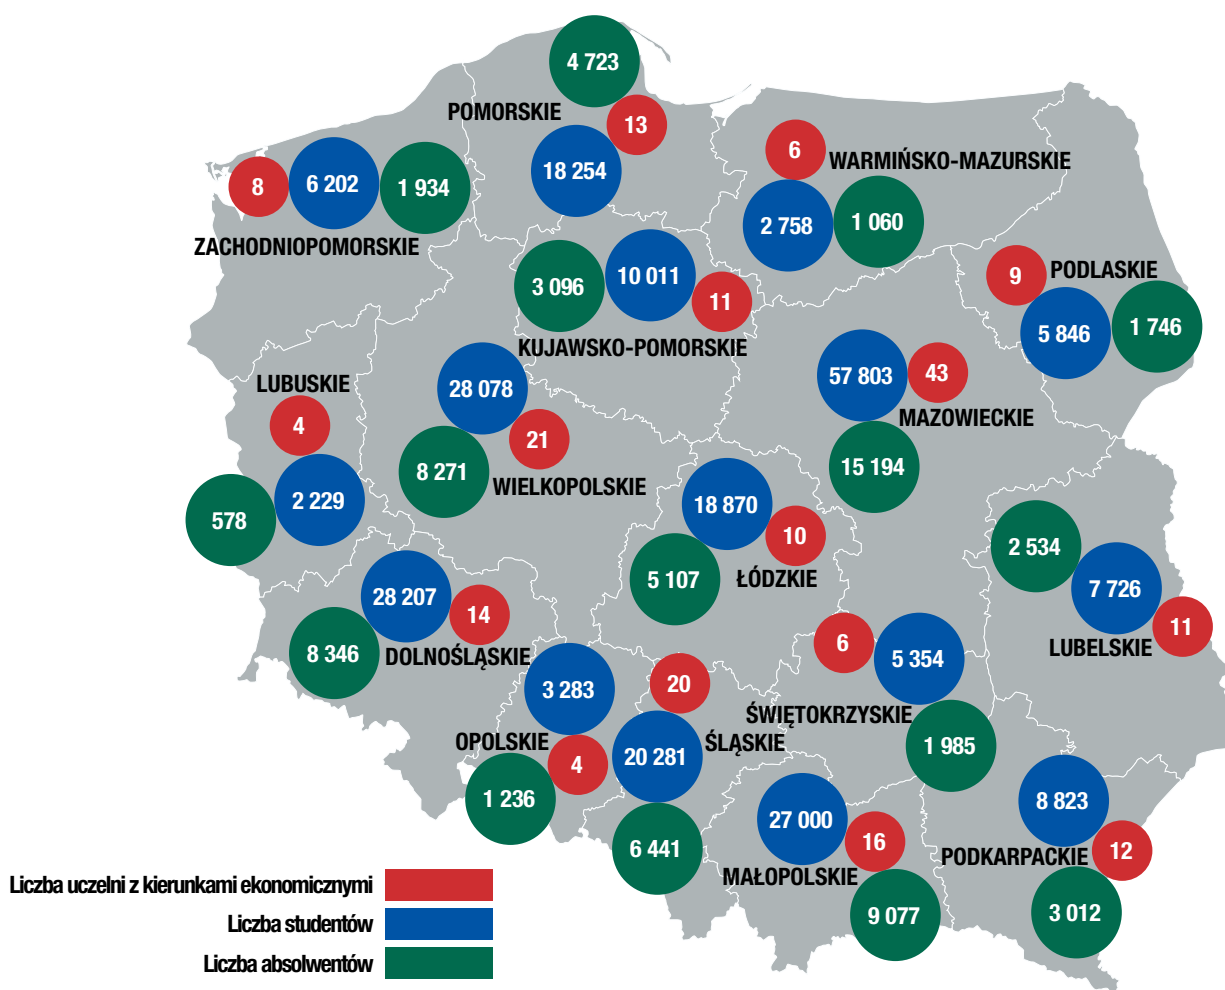 4 723
POMORSKIE
13
18 254
6
WARMIŃSKO-MAZURSKIE
2 758
1 060
8
6 202
1 934
ZACHODNIOPOMORSKIE
3 096
10 011
11
KUJAWSKO-POMORSKIE
9
PODLASKIE
5 846
1 746
LUBUSKIE
4
2 229
578
28 078
21
8 271
WIELKOPOLSKIE
57 803
43
MAZOWIECKIE
15 194
18 870
10
5 107
ŁÓDZKIE
2 534
7 726
11
LUBELSKIE
28 207
14
8 346
DOLNOŚLĄSKIE
3 283
OPOLSKIE
4
1 236
20
20 281
ŚLĄSKIE
6 441
6
5 354
ŚWIĘTOKRZYSKIE
1 985
27 000
16
MAŁOPOLSKIE
9 077
8 823
PODKARPACKIE
12
3 012
Liczba uczelni z kierunkami ekonomicznymi
Liczba studentów
Liczba absolwentów